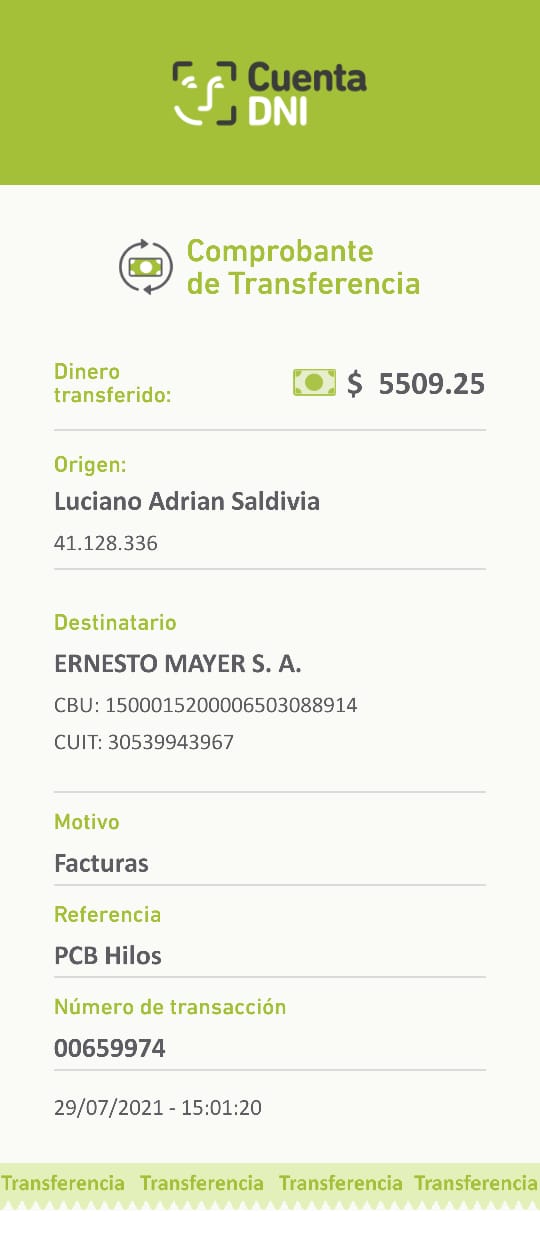 Cuenta
DNI
Comprobante
de Transferencia
Dinero
transferido:
$ 5509.25
Origen:
Luciano Adrian Saldivia
41.128.336
Destinatario
ERNESTO MAYER S. A.
CBU: 1500015200006503088914
CUIT: 30539943967
Motivo
Facturas
Referencia
PCB Hilos
Número de transacción
00659974
29/07/2021 - 15:01:20
Transferencia Transferencia Transferencia Transferencia